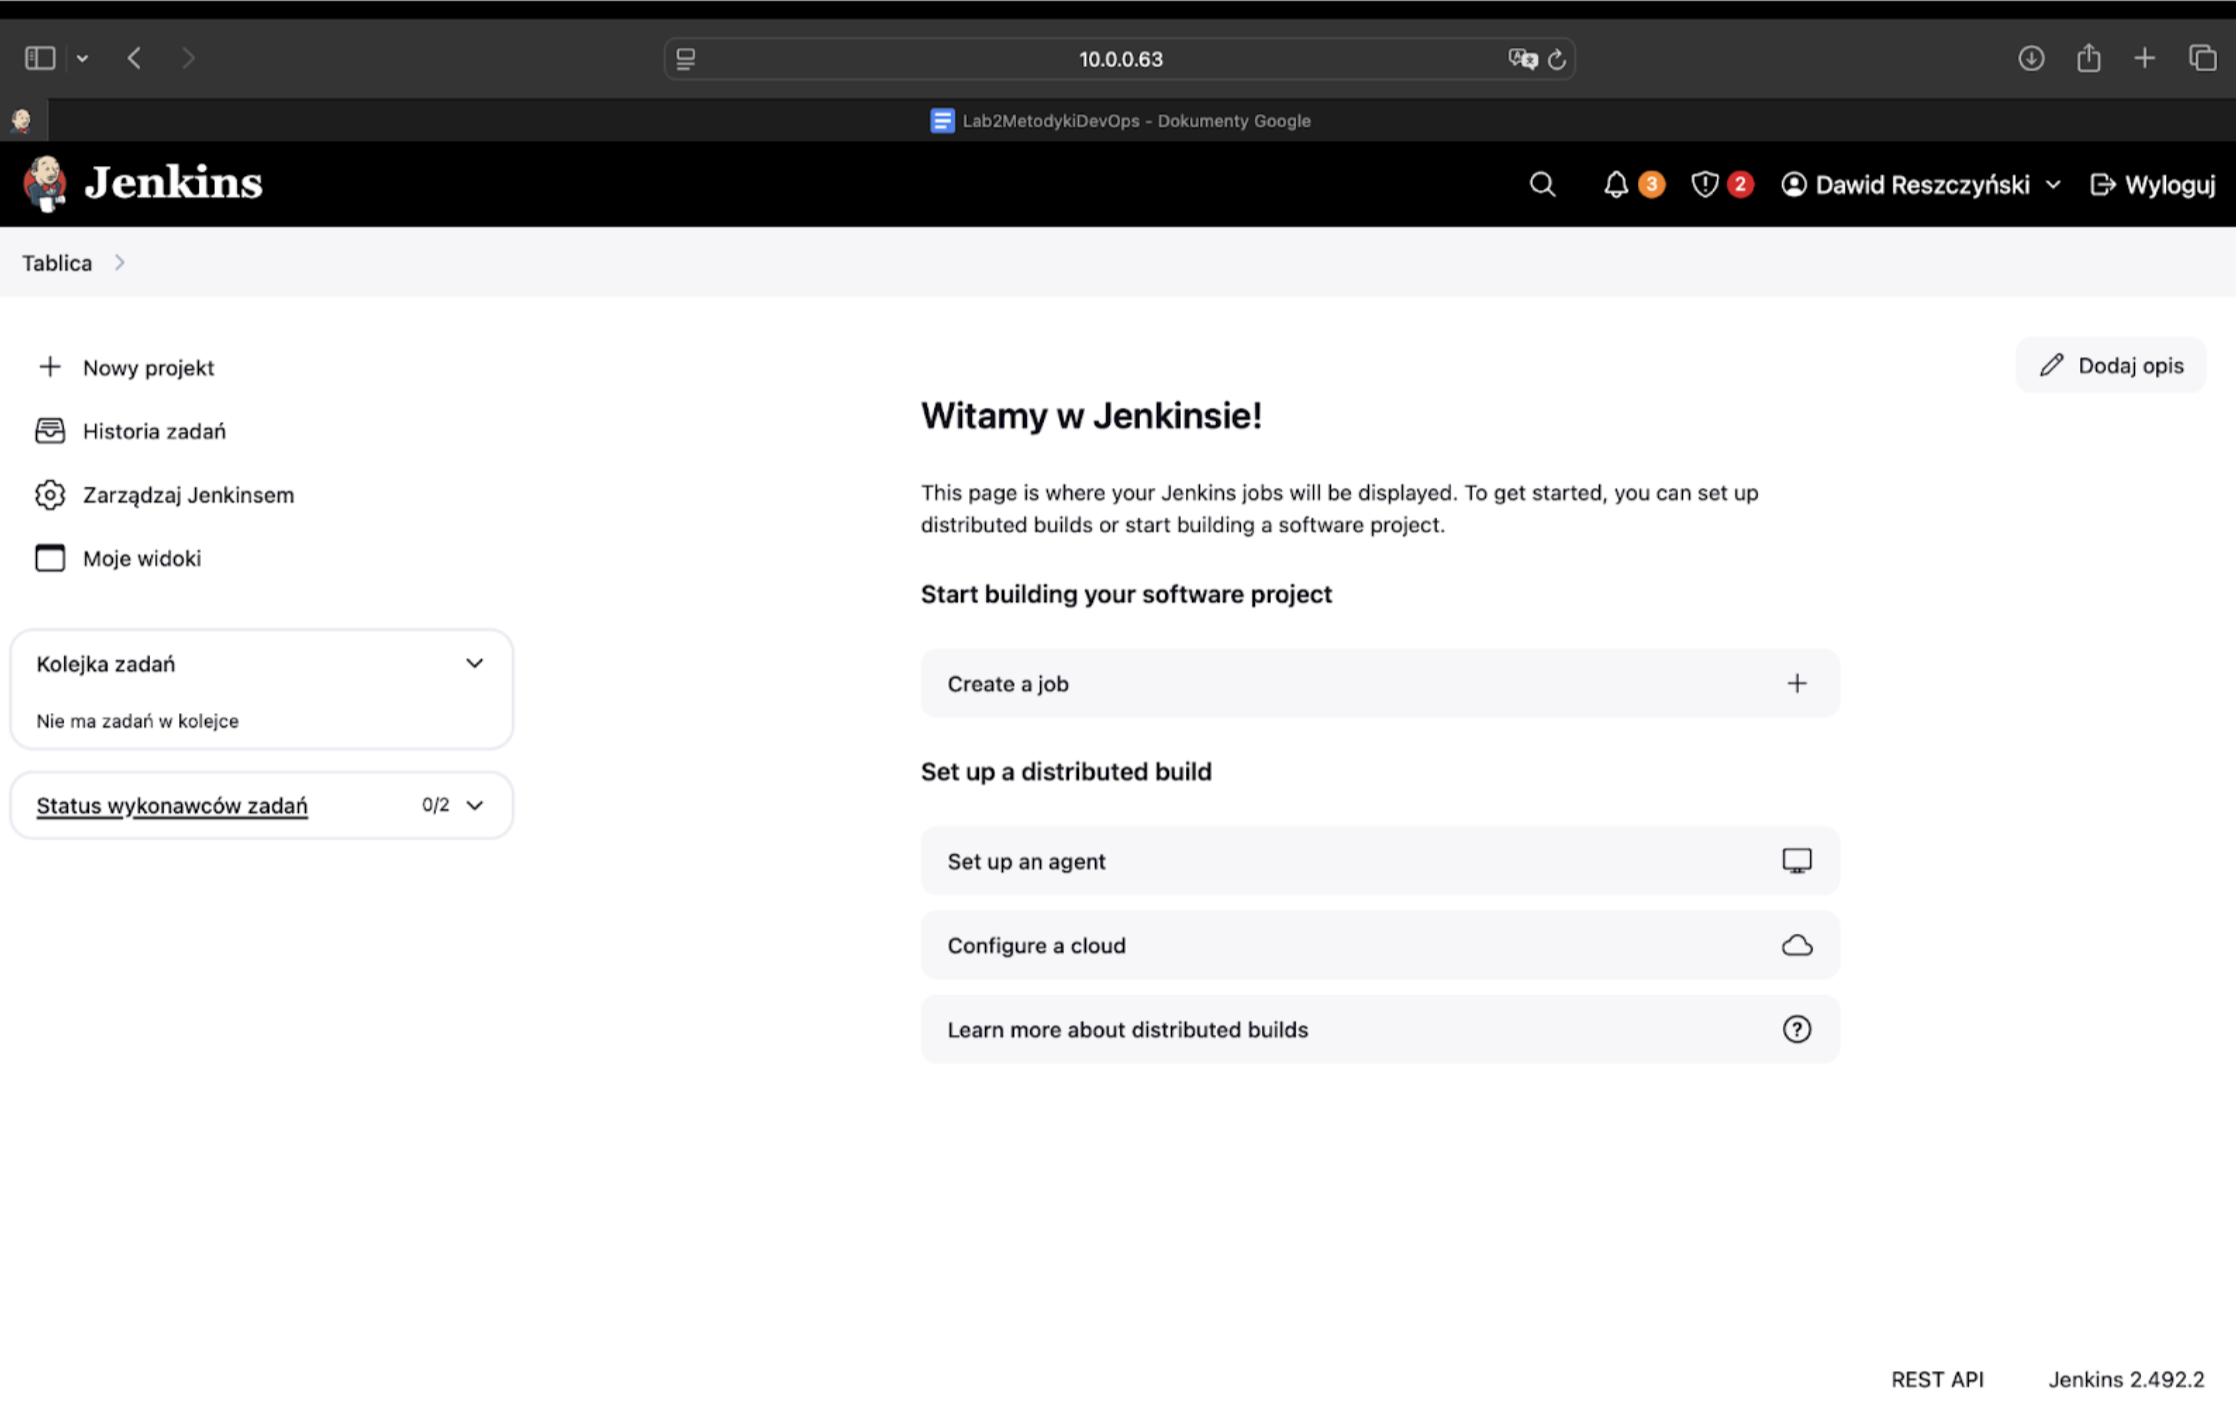 10.0.0.63
Lab2MetodykiDevOps - Dokumenty Google
Jenkins
3
2
Dawid Reszczyński
Wyloguj
Tablica
Nowy projekt
Historia zadań
Zarządzaj Jenkinsem
Moje widoki
Kolejka zadań
Nie ma zadań w kolejce
Status wykonawców zadań 0/2
Dodaj opis
Witamy w Jenkinsie!
This page is where your Jenkins jobs will be displayed. To get started, you can set up
distributed builds or start building a software project.
Start building your software project
Create a job
Set up a distributed build
Set up an agent
Configure a cloud
Learn more about distributed builds
REST API
Jenkins 2.492.2